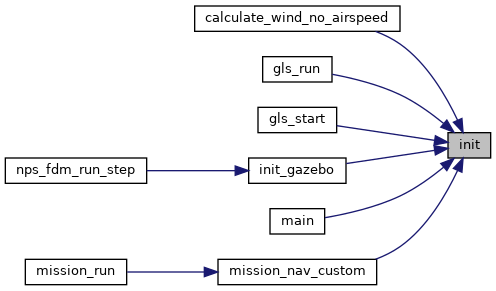 calculate_wind_no_airspeed
gls_run
gls_start
init
nps_fdm_run_step
init_gazebo
main
mission_run
mission_nav_custom